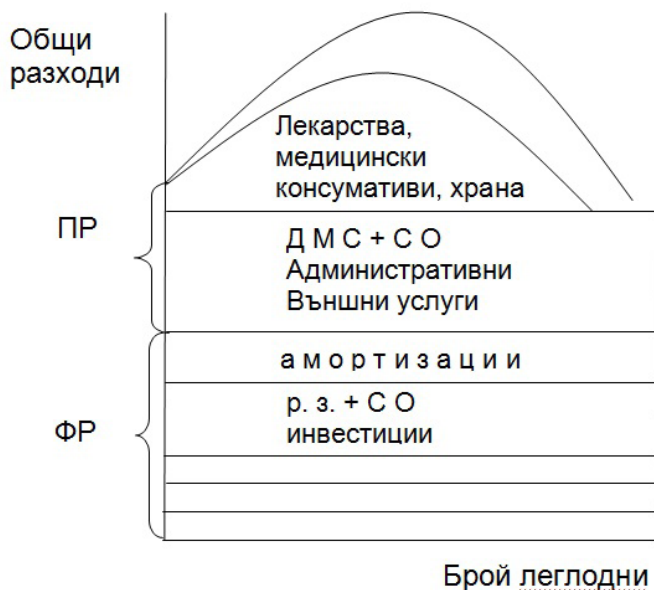 Общи
разходи
Лекарства,
медицински
консумативи, храна
ПР
Д М С + С О
Административни
Външни услуги
а м о р т и з а ц и и
ФР
р. з. + С О
инвестиции
Брой леглодни